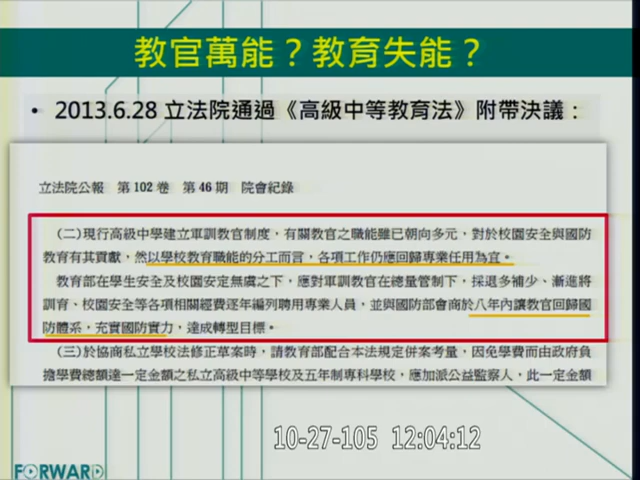 教官萬能？教育失能？
• 2013.6.28 立法院通過《高級中等教育法》附帶決議：
立法院公報　第 102 卷　第 46 期　院會紀錄
(二)現行高級中學建立軍訓教官制度，有關教官之職能雖已朝向多元，對於校園安全與國防
教育有其貢獻，然以學校教育職能的分工而言，各項工作仍應回歸專業任用為宜。
教育部在學生安全及校園安定無虞之下，應對軍訓教官在總量管制下，採遇多補少、漸進將
訓育、校園安全等各項相關經費逐年編列聘用專業人員，並與國防部會商於八年內讓教官回歸國
防體系，充實國防實力，達成轉型目標。
(三)於協商私立學校法修正草案時，請教育部配合本法規定併案考量，因免學費而由政府負
擔學費總額達一定金額之私立高級中等學校及五年制專科學校，應加派公益監察人，此一定金額
10-27-105 12:04:12
FORWARD